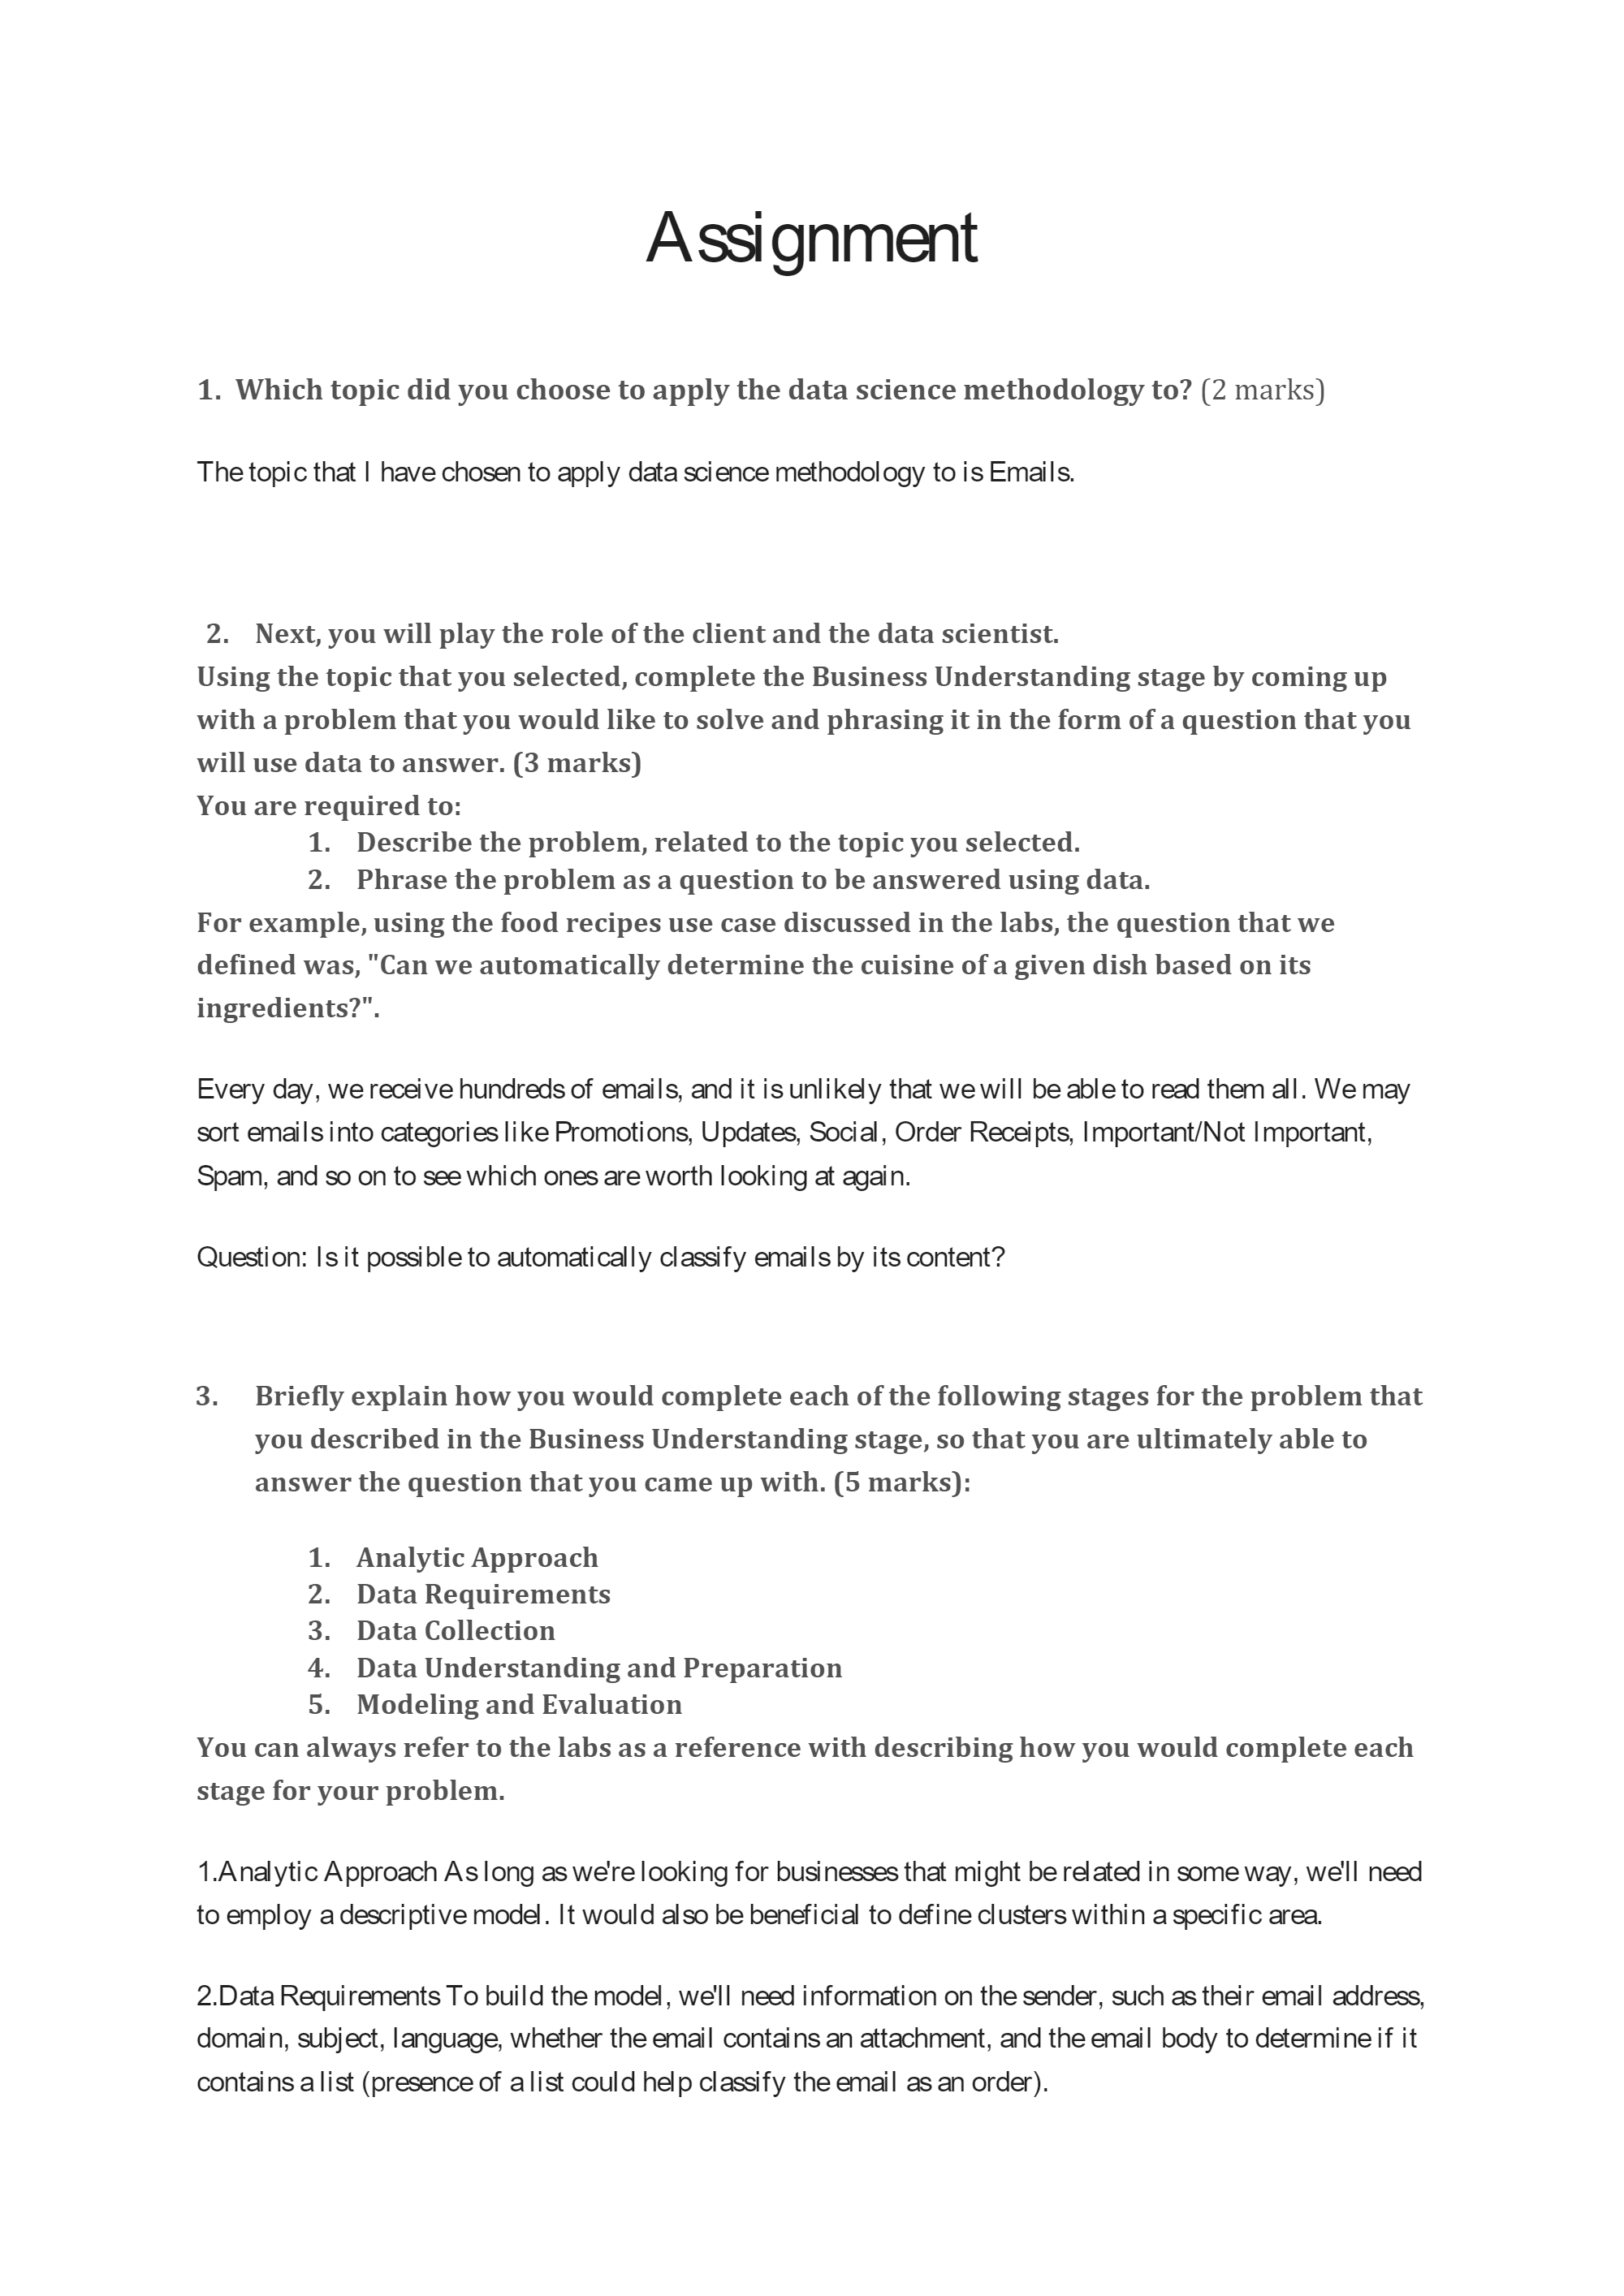 Assignment
1. Which topic did you choose to apply the data science methodology to? (2 marks)
The topic that I have chosen to apply data science methodology to is Emails.
2. Next, you will play the role of the client and the data scientist.
Using the topic that you selected, complete the Business Understanding stage by coming up
with a problem that you would like to solve and phrasing it in the form of a question that you
will use data to answer. (3 marks)
You are required to:
1. Describe the problem, related to the topic you selected.
2. Phrase the problem as a question to be answered using data.
For example, using the food recipes use case discussed in the labs, the question that we
defined was, "Can we automatically determine the cuisine of a given dish based on its
ingredients?".
Every day, we receive hundreds of emails, and it is unlikely that we will be able to read them all. We may
sort emails into categories like Promotions, Updates, Social, Order Receipts, Important/Not Important,
Spam, and so on to see which ones are worth looking at again.
Question: Is it possible to automatically classify emails by its content?
3. Briefly explain how you would complete each of the following stages for the problem that
you described in the Business Understanding stage, so that you are ultimately able to
answer the question that you came up with. (5 marks):
1. Analytic Approach
2. Data Requirements
3. Data Collection
4. Data Understanding and Preparation
5. Modeling and Evaluation
You can always refer to the labs as a reference with describing how you would complete each
stage for your problem.
1.Analytic Approach As long as we're looking for businesses that might be related in some way, we'll need
to employ a descriptive model. It would also be beneficial to define clusters within a specific area.
2.Data Requirements To build the model, we'll need information on the sender, such as their email address,
domain, subject, language, whether the email contains an attachment, and the email body to determine if it
contains a list (presence of a list could help classify the email as an order).